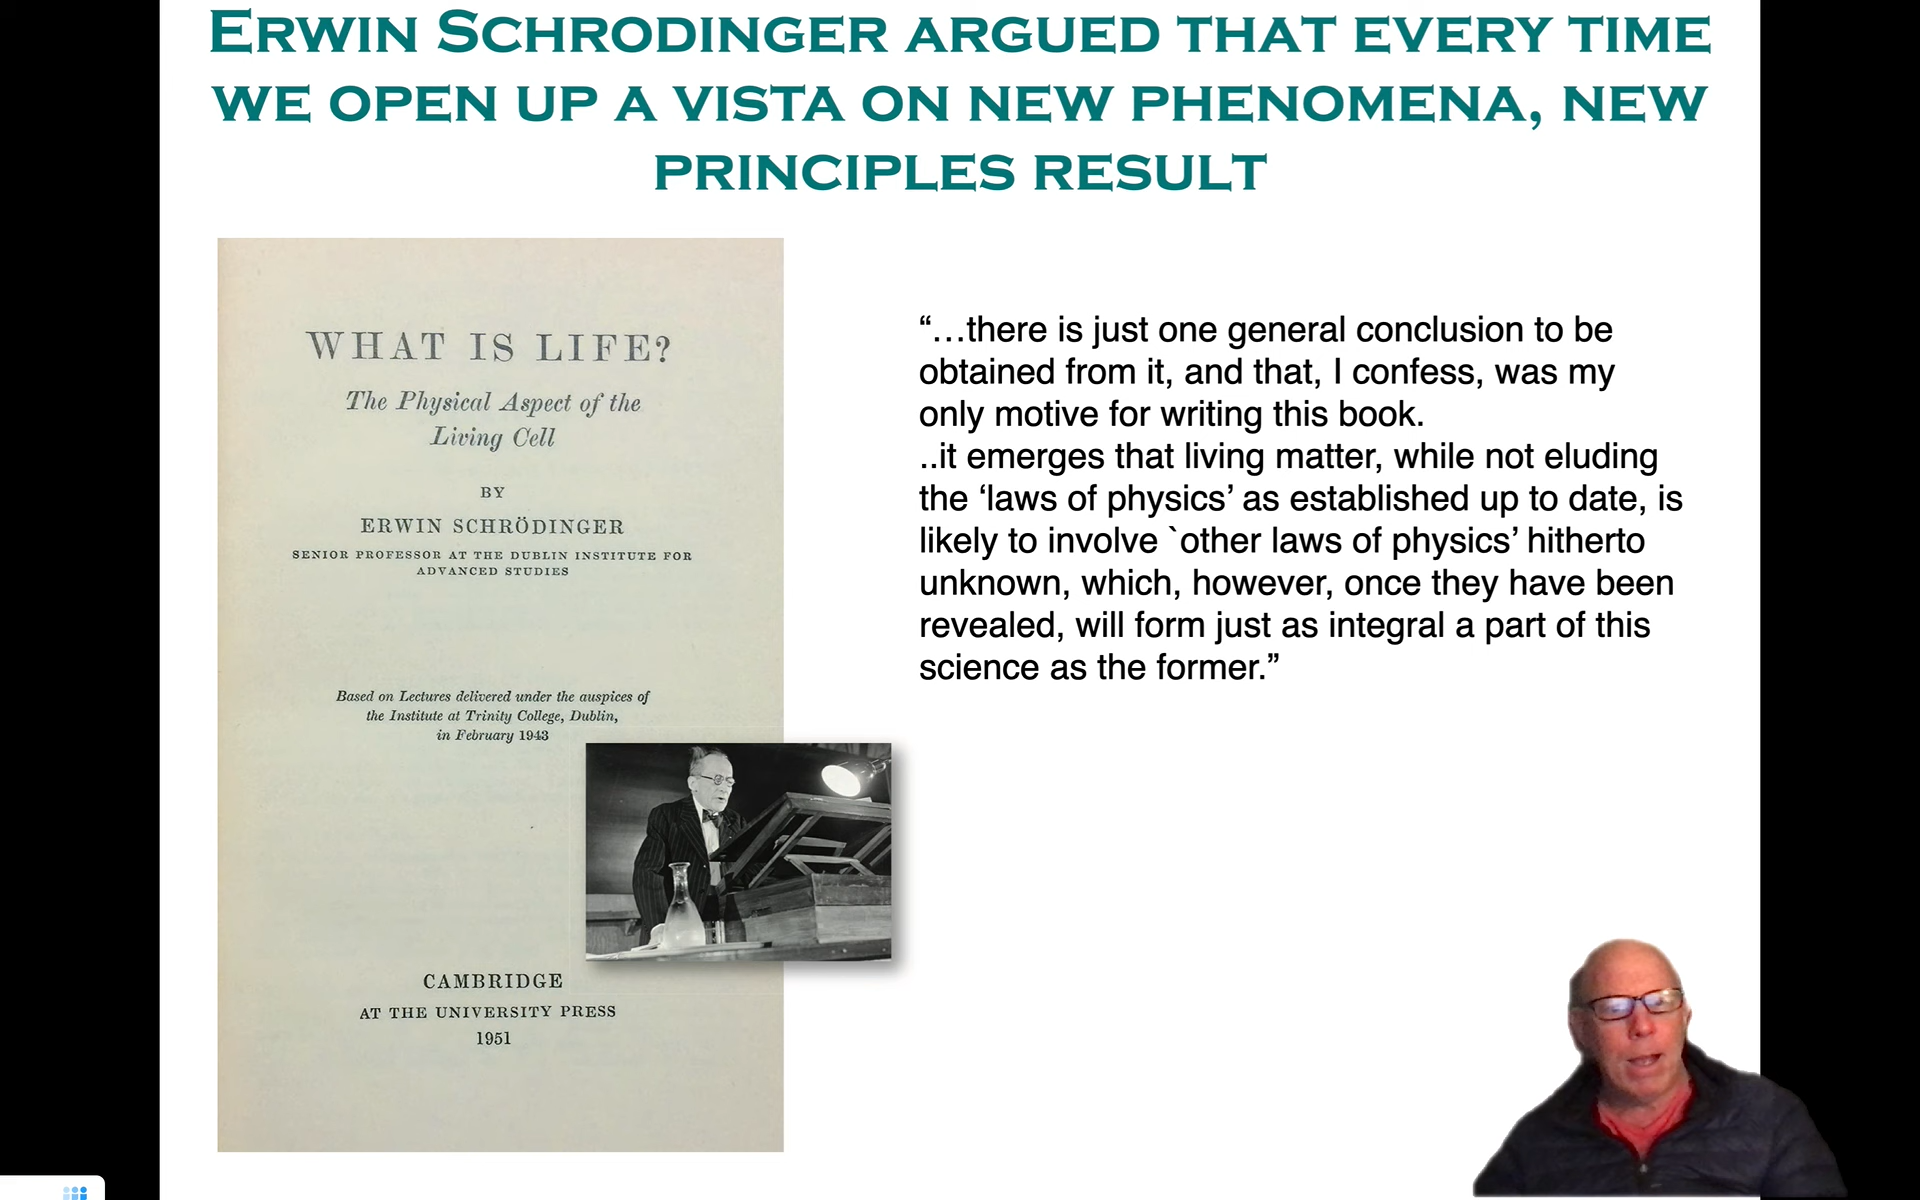 ERWIN SCHRODINGER ARGUED THAT EVERY TIME
WE OPEN UP A VISTA ON NEW PHENOMENA, NEW
PRINCIPLES RESULT
WHAT IS LIFE?
The Physical Aspect of the
Living Cell
BY
ERWIN SCHRÖDINGER
SENIOR PROFESSOR AT THE DUBLIN INSTITUTE FOR
ADVANCED STUDIES
Based on Lectures delivered under the auspices of
the Institute at Trinity College, Dublin,
in February 1943
CAMBRIDGE
AT THE UNIVERSITY PRESS
1951
“…there is just one general conclusion to be
obtained from it, and that, I confess, was my
only motive for writing this book.
..it emerges that living matter, while not eluding
the ‘laws of physics’ as established up to date, is
likely to involve `other laws of physics’ hitherto
unknown, which, however, once they have been
revealed, will form just as integral a part of this
science as the former.”